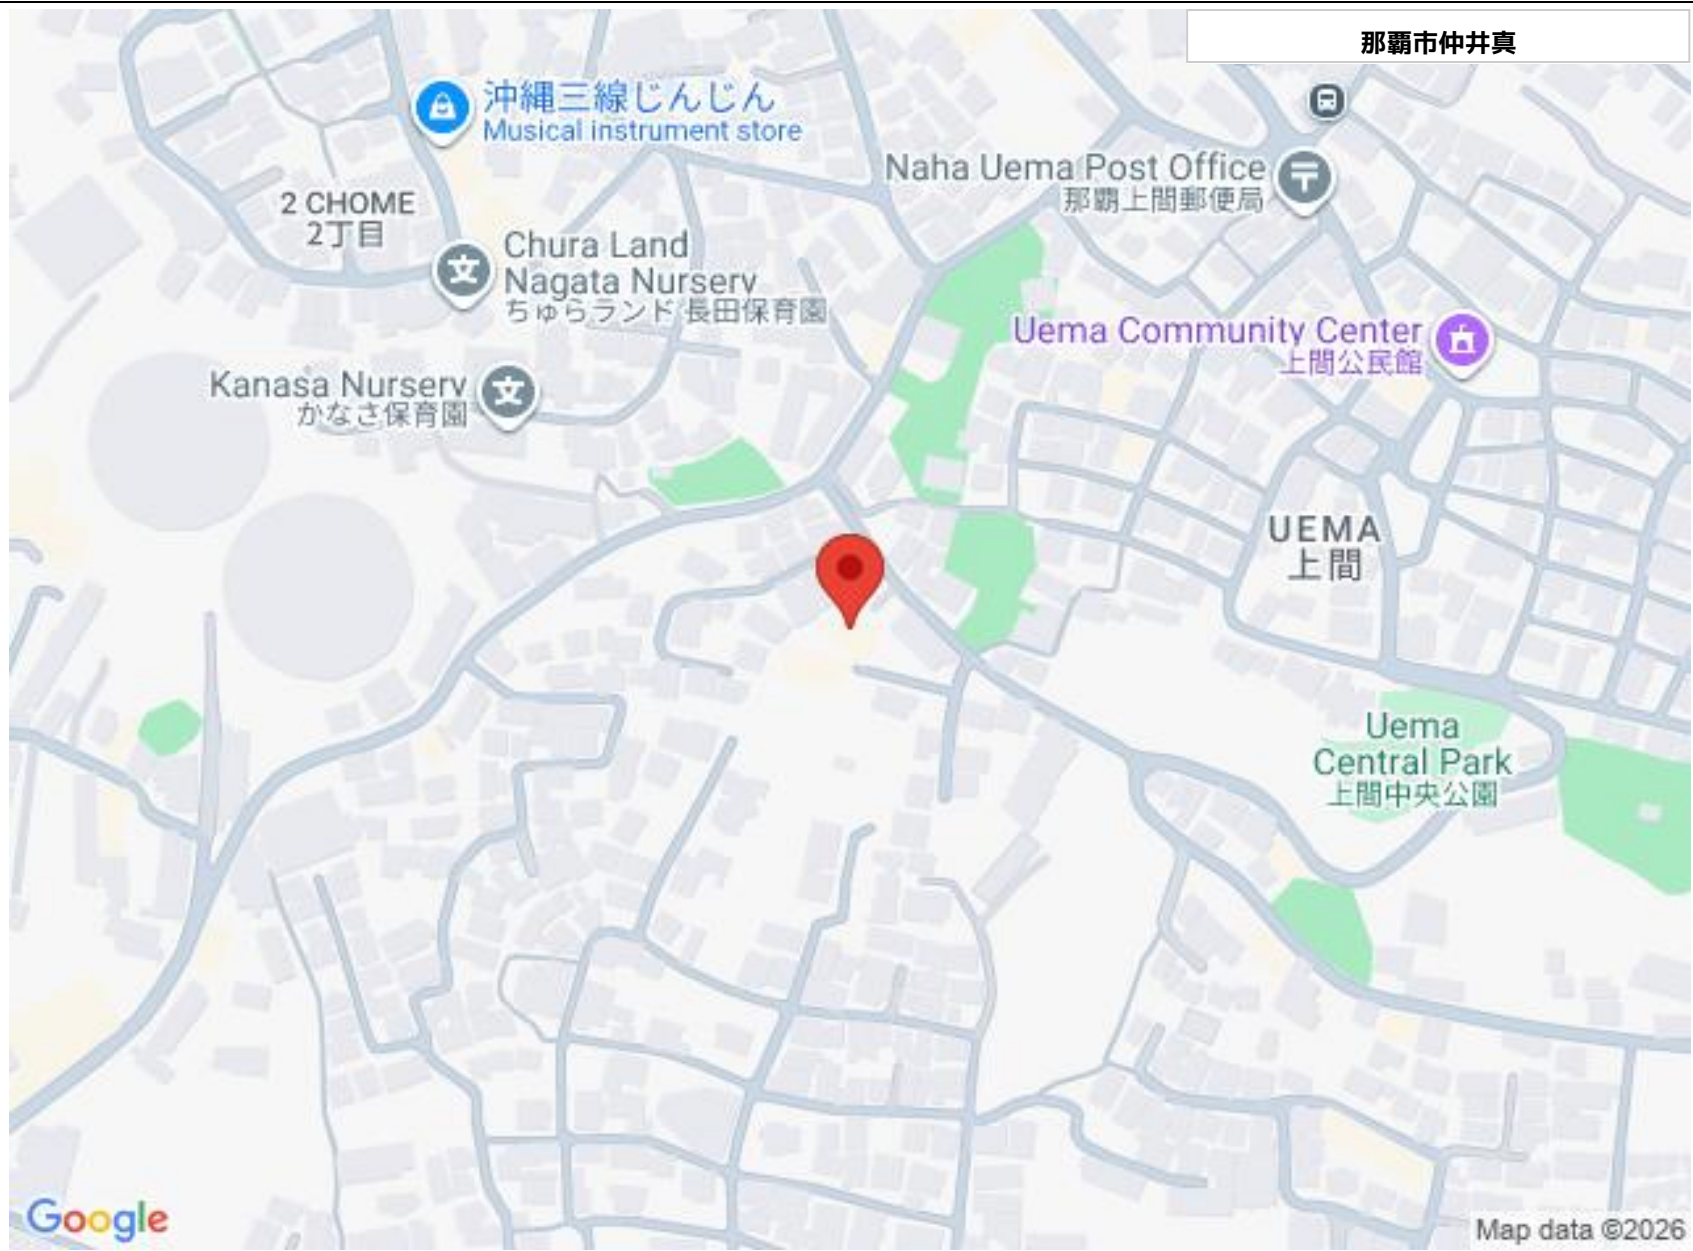 那覇市仲井真
沖縄三線じんじん
Musical instrument store
Naha Uema Post Office
那覇上間郵便局
2 CHOME
2丁目
Chura Land
Nagata Nursery
ちゅらランド 長田保育園
Uema Community Center
上間公民館
Kanasa Nursery
かなさ保育園
UEMA
上間
Uema
Central Park
上間中央公園
Google
Map data ©2026